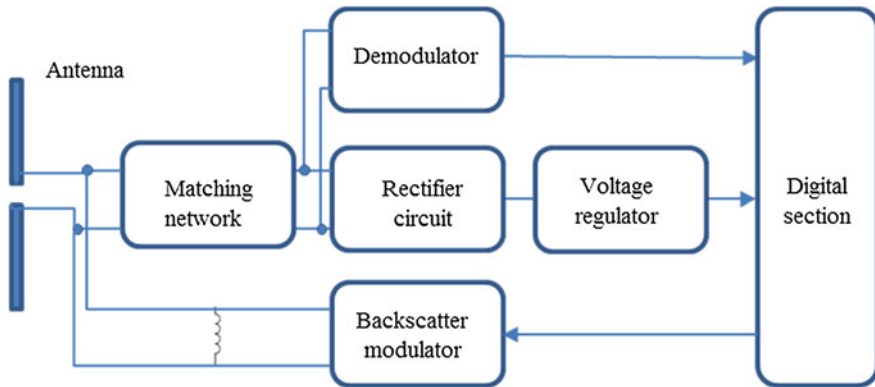 Antenna
Demodulator
Matching
network
Rectifier
circuit
Voltage
regulator
Digital
section
Backscatter
modulator